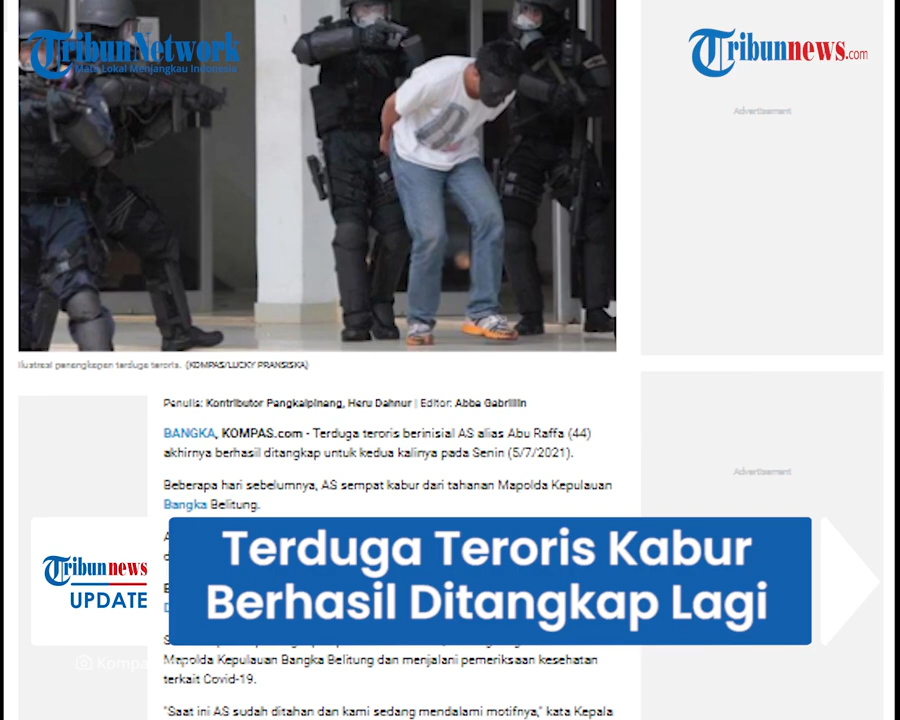 TribunNetwork
Mata Lokal Menjangkau Indonesia
Tribunnews.com
Advertisement
Ilustrasi penangkapan terduga teroris. (KOMPAS/LUCKY PRANSISKA)
Penulis: Kontributor Pangkalpinang, Heru Dahnur | Editor: Abba Gabrillin
BANGKA, KOMPAS.com - Terduga teroris berinisial AS alias Abu Raffa (44)
akhirnya berhasil ditangkap untuk kedua kalinya pada Senin (5/7/2021).
Beberapa hari sebelumnya, AS sempat kabur dari tahanan Mapolda Kepulauan
Bangka Belitung.
Advertisement
Tribunnews
UPDATE
Terduga Teroris Kabur
Berhasil Ditangkap Lagi
Mapolda Kepulauan Bangka Belitung dan menjalani pemeriksaan kesehatan
terkait Covid-19.
"Saat ini AS sudah ditahan dan kami sedang mendalami motifnya," kata Kepala